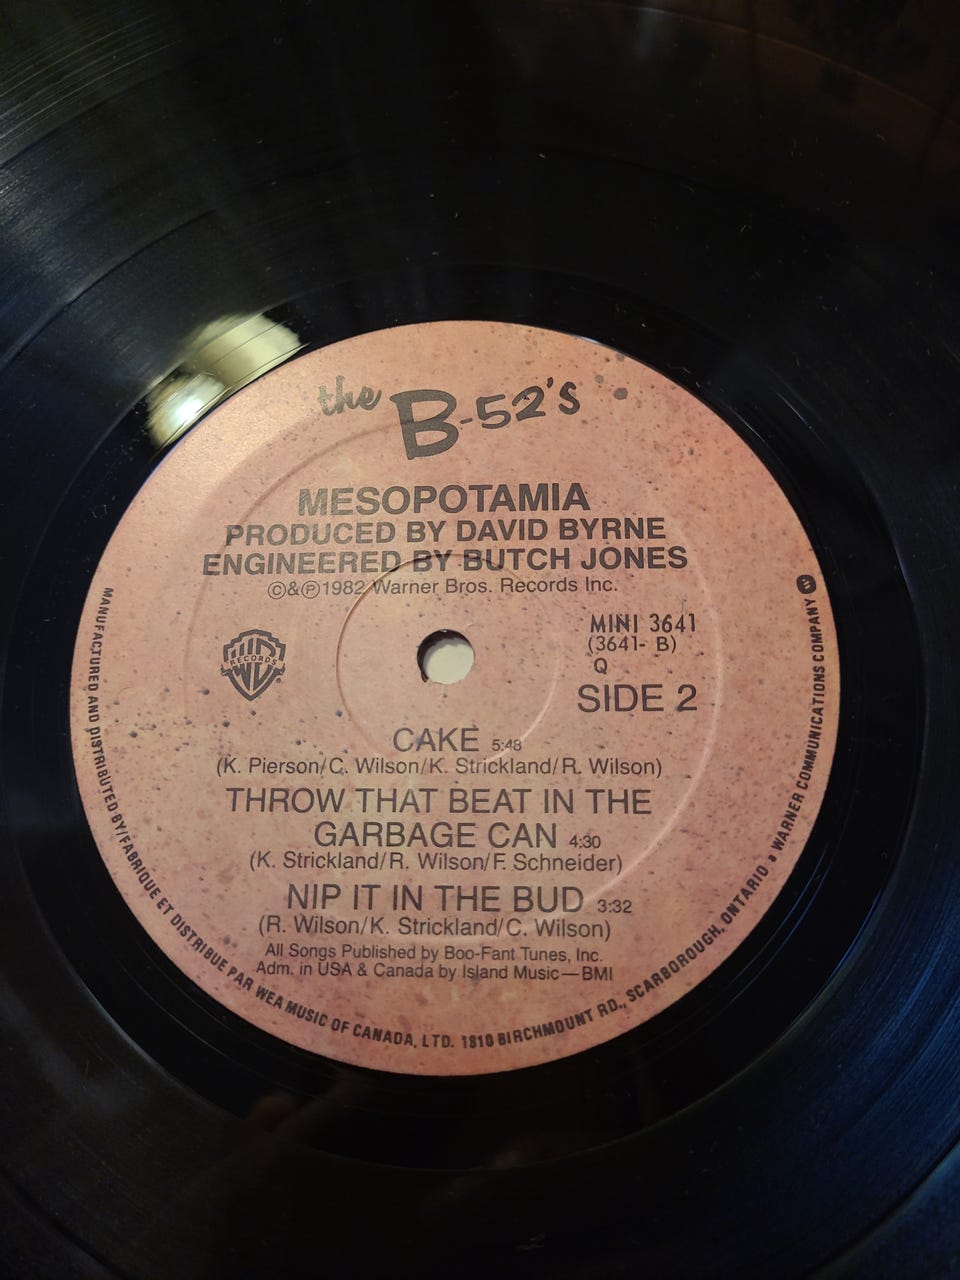 the B-52's
MESOPOTAMIA
PRODUCED BY DAVID BYRNE
ENGINEERED BY BUTCH JONES
©&℗1982 Warner Bros. Records Inc.
MINI 3641
(3641- B)
Q
SIDE 2
WB
RECORDS
®
CAKE 5:48
(K. Pierson/C. Wilson/K. Strickland/R. Wilson)
THROW THAT BEAT IN THE
GARBAGE CAN 4:30
(K. Strickland/R. Wilson/F. Schneider)
NIP IT IN THE BUD 3:32
(R. Wilson/K. Strickland/C. Wilson)
All Songs Published by Boo-Fant Tunes, Inc.
Adm. in USA & Canada by Island Music—BMI
MANUFACTURED AND DISTRIBUTED BY/FABRIQUE ET DISTRIBUE PAR WEA MUSIC OF CANADA, LTD. 1810 BIRCHMOUNT RD., SCARBOROUGH, ONTARIO • WARNER COMMUNICATIONS COMPANY